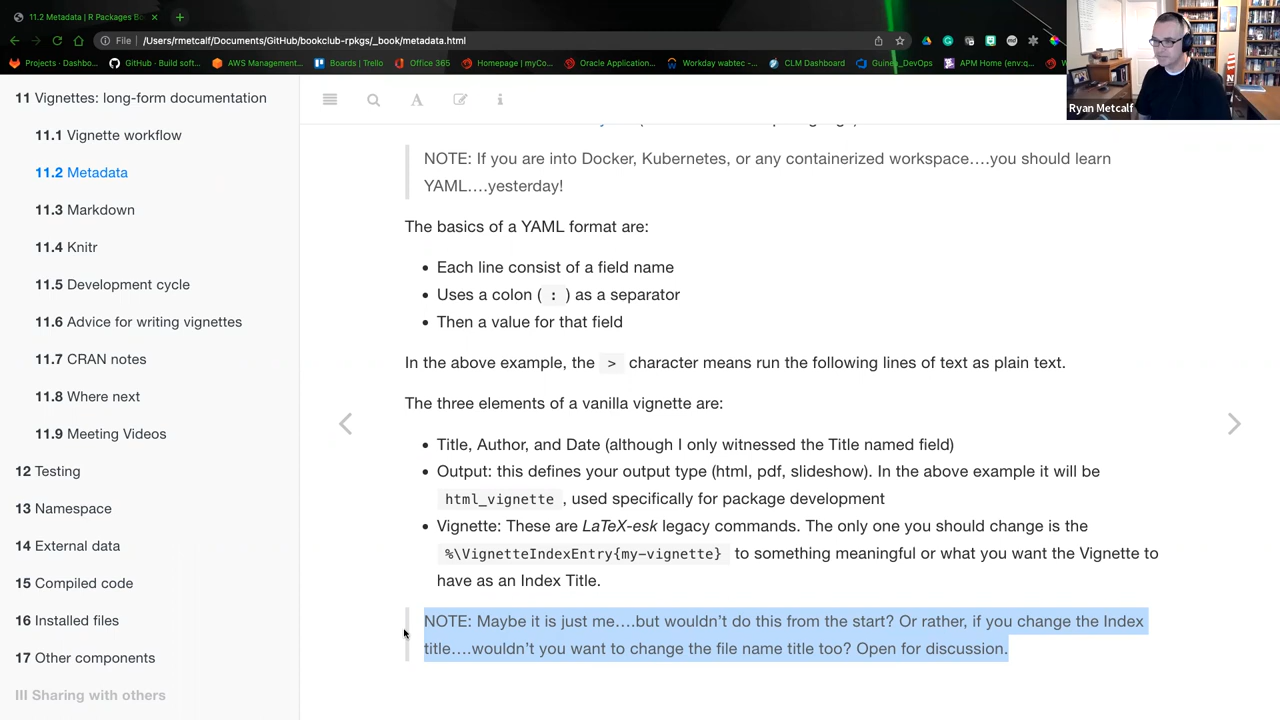 11.2 Metadata | R Packages Bo
File | /Users/rmetcalf/Documents/GitHub/bookclub-rpkgs/_book/metadata.html
Projects · Dashbo...
GitHub · Build soft...
AWS Management...
Boards | Trello
Office 365
Homepage | myCo...
Oracle Application...
Workday wabtec -...
CLM Dashboard
Guinea_DevOps
APM Home (env:q...
Ryan Metcalf
11 Vignettes: long-form documentation
11.1 Vignette workflow
11.2 Metadata
11.3 Markdown
11.4 Knitr
11.5 Development cycle
11.6 Advice for writing vignettes
11.7 CRAN notes
11.8 Where next
11.9 Meeting Videos
12 Testing
13 Namespace
14 External data
15 Compiled code
16 Installed files
17 Other components
III Sharing with others
NOTE: If you are into Docker, Kubernetes, or any containerized workspace….you should learn
YAML….yesterday!
The basics of a YAML format are:
• Each line consist of a field name
• Uses a colon ( : ) as a separator
• Then a value for that field
In the above example, the > character means run the following lines of text as plain text.
The three elements of a vanilla vignette are:
• Title, Author, and Date (although I only witnessed the Title named field)
• Output: this defines your output type (html, pdf, slideshow). In the above example it will be
html_vignette , used specifically for package development
• Vignette: These are LaTeX-esk legacy commands. The only one you should change is the
%\VignetteIndexEntry{my-vignette} to something meaningful or what you want the Vignette to
have as an Index Title.
NOTE: Maybe it is just me….but wouldn't do this from the start? Or rather, if you change the Index
title….wouldn't you want to change the file name title too? Open for discussion.